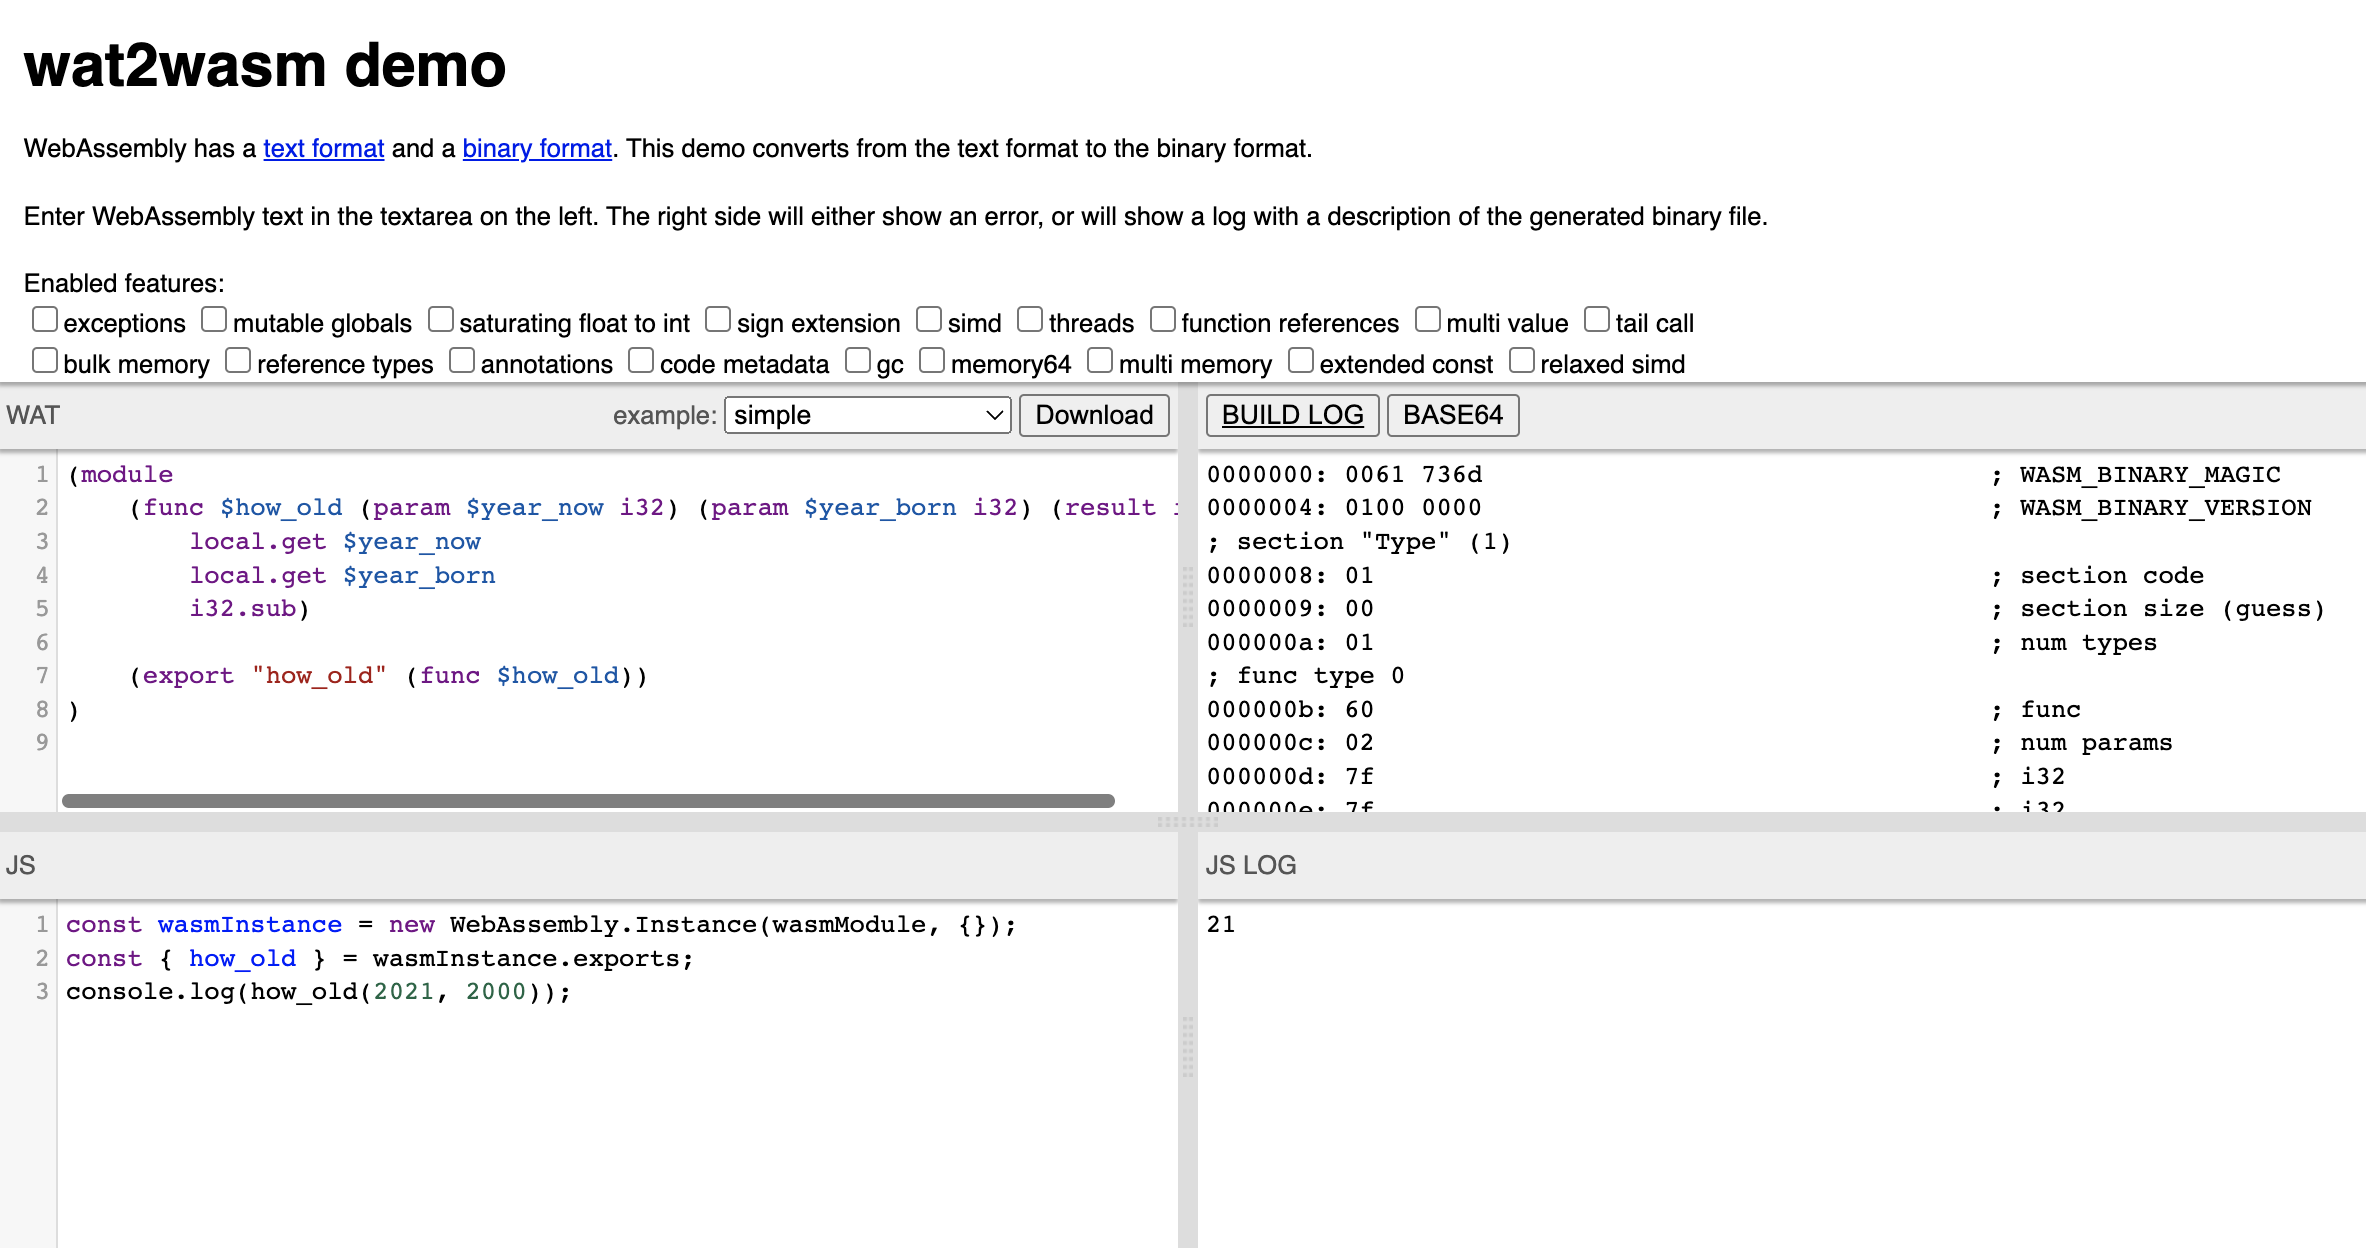 wat2wasm demo
WebAssembly has a text format and a binary format. This demo converts from the text format to the binary format.
Enter WebAssembly text in the textarea on the left. The right side will either show an error, or will show a log with a description of the generated binary file.
Enabled features:
exceptions mutable globals saturating float to int sign extension simd threads function references multi value tail call
bulk memory reference types annotations code metadata gc memory64 multi memory extended const relaxed simd
WAT example: simple Download
1 (module
2     (func $how_old (param $year_now i32) (param $year_born i32) (result
3         local.get $year_now
4         local.get $year_born
5         i32.sub)
6
7     (export "how_old" (func $how_old))
8 )
9
BUILD LOG BASE64
0000000: 0061 736d ; WASM_BINARY_MAGIC
0000004: 0100 0000 ; WASM_BINARY_VERSION
; section "Type" (1)
0000008: 01 ; section code
0000009: 00 ; section size (guess)
000000a: 01 ; num types
; func type 0
000000b: 60 ; func
000000c: 02 ; num params
000000d: 7f ; i32
000000e: 7f ; i32
JS
1 const wasmInstance = new WebAssembly.Instance(wasmModule, {});
2 const { how_old } = wasmInstance.exports;
3 console.log(how_old(2021, 2000));
JS LOG
21